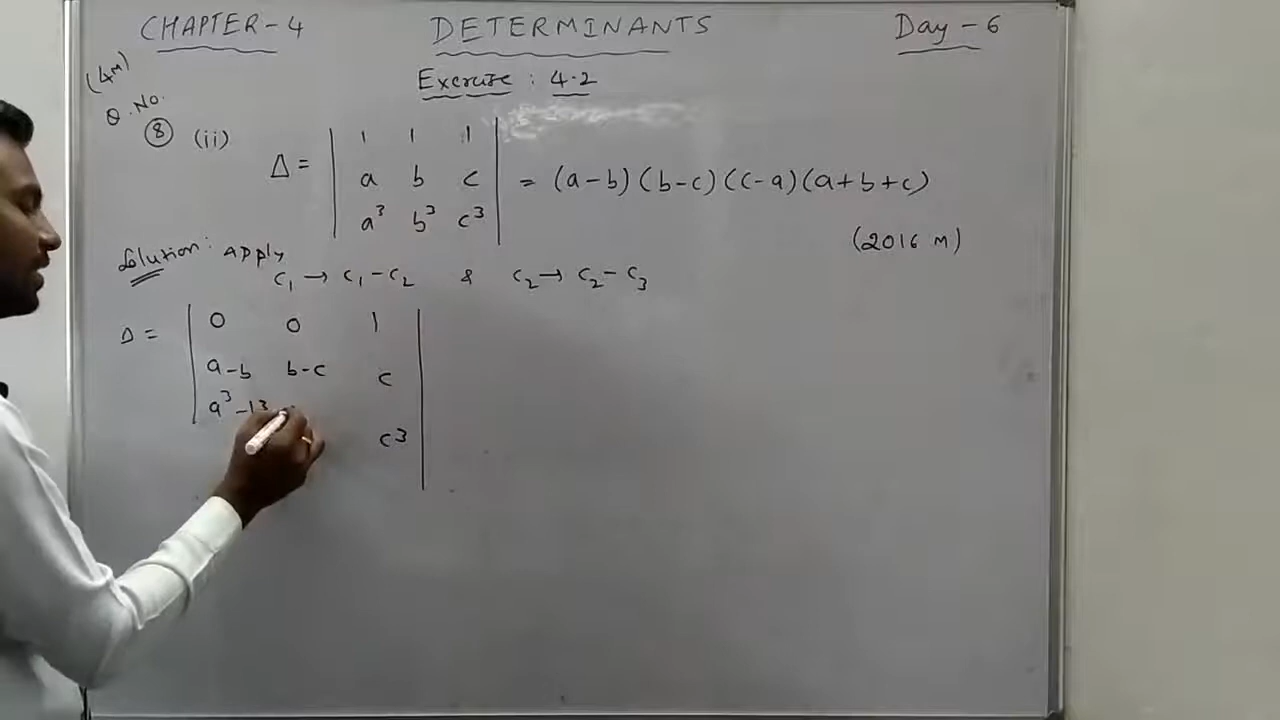 CHAPTER-4 DETERMINANTS Day-6
Exercise: 4.2
(4M)
Q.No.
8 (ii) Δ = | 1 1 1 |
| a b c | = (a-b)(b-c)(c-a)(a+b+c)
| a³ b³ c³ |
(2016 M)
Solution: Apply
C₁ → C₁-C₂ & C₂ → C₂-C₃
Δ = | 0 0 1 |
| a-b b-c c |
| a³-b³ c³ |